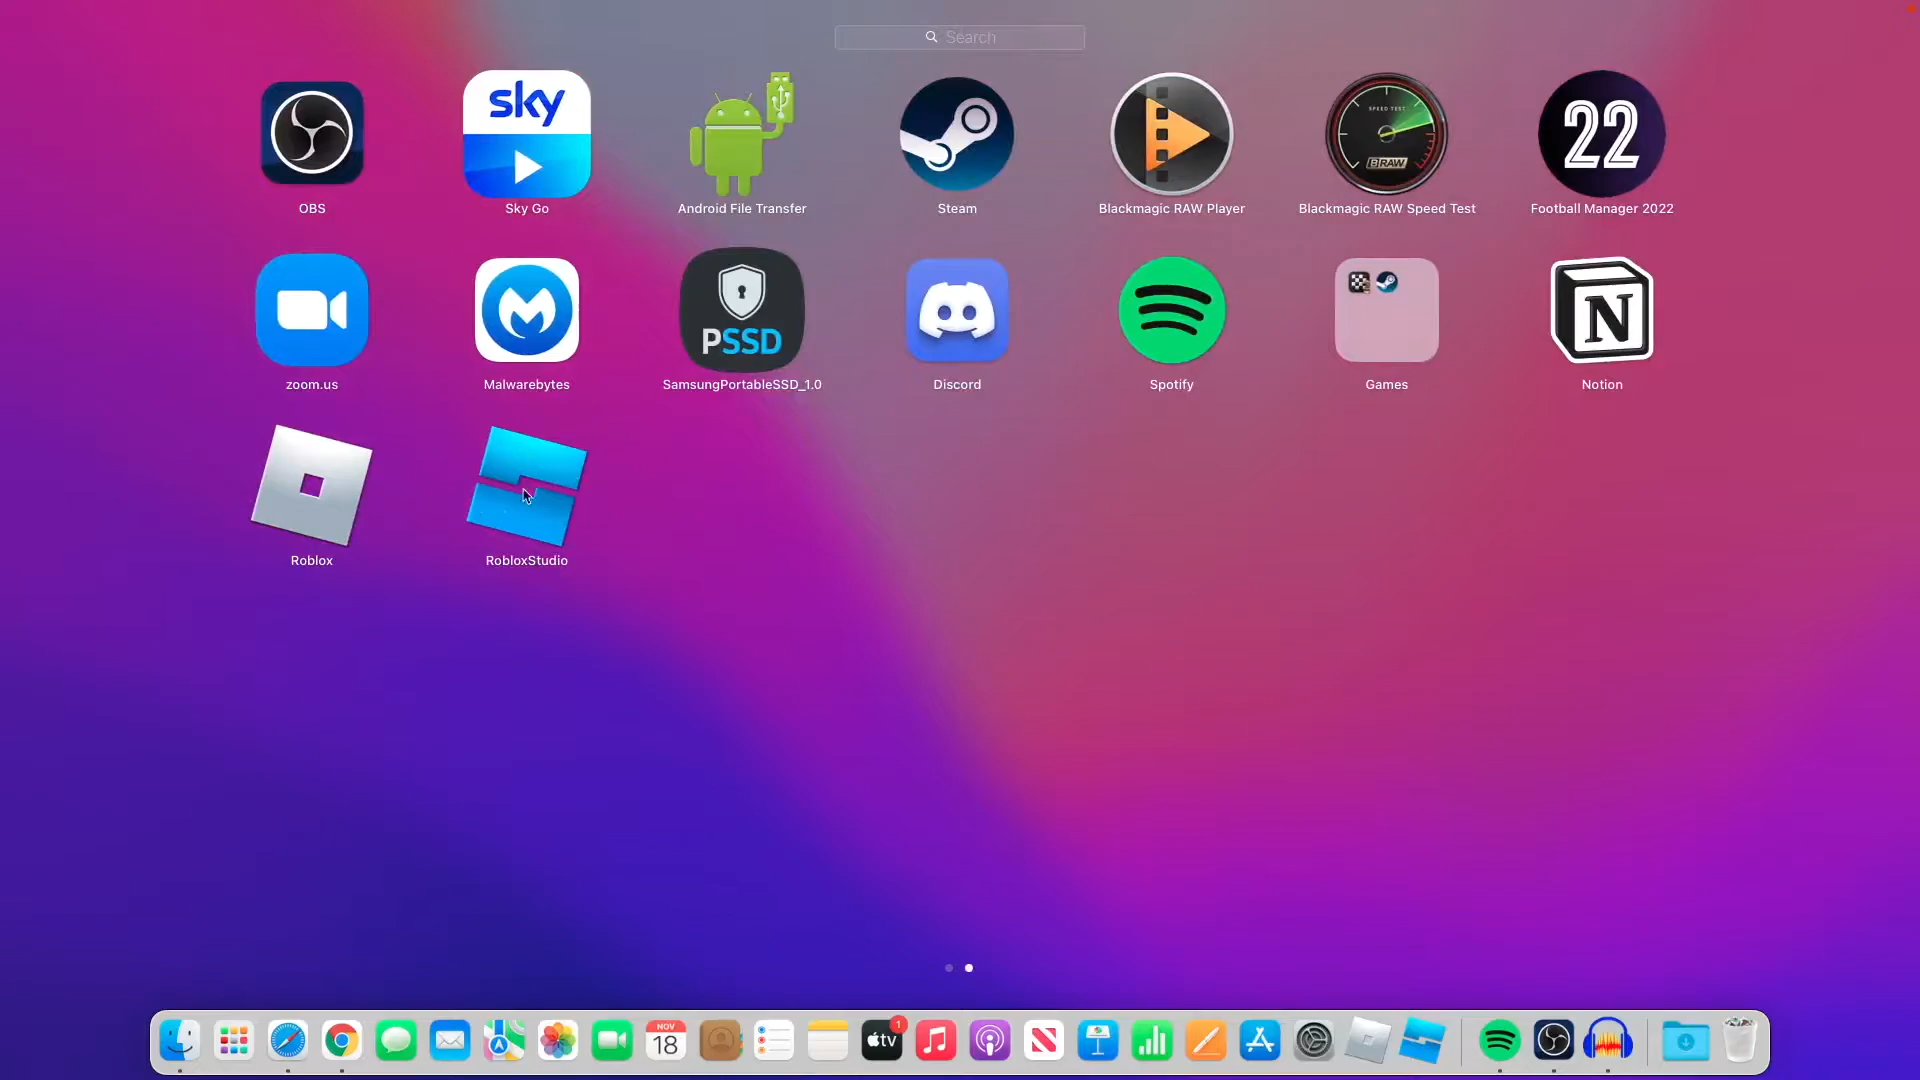 Search
sky
SPEED TEST
BRAW
22
OBS
Sky Go
Android File Transfer
Steam
Blackmagic RAW Player
Blackmagic RAW Speed Test
Football Manager 2022
PSSD
N
zoom.us
Malwarebytes
SamsungPortableSSD_1.0
Discord
Spotify
Games
Notion
Roblox
RobloxStudio
NOV
18
tv
1